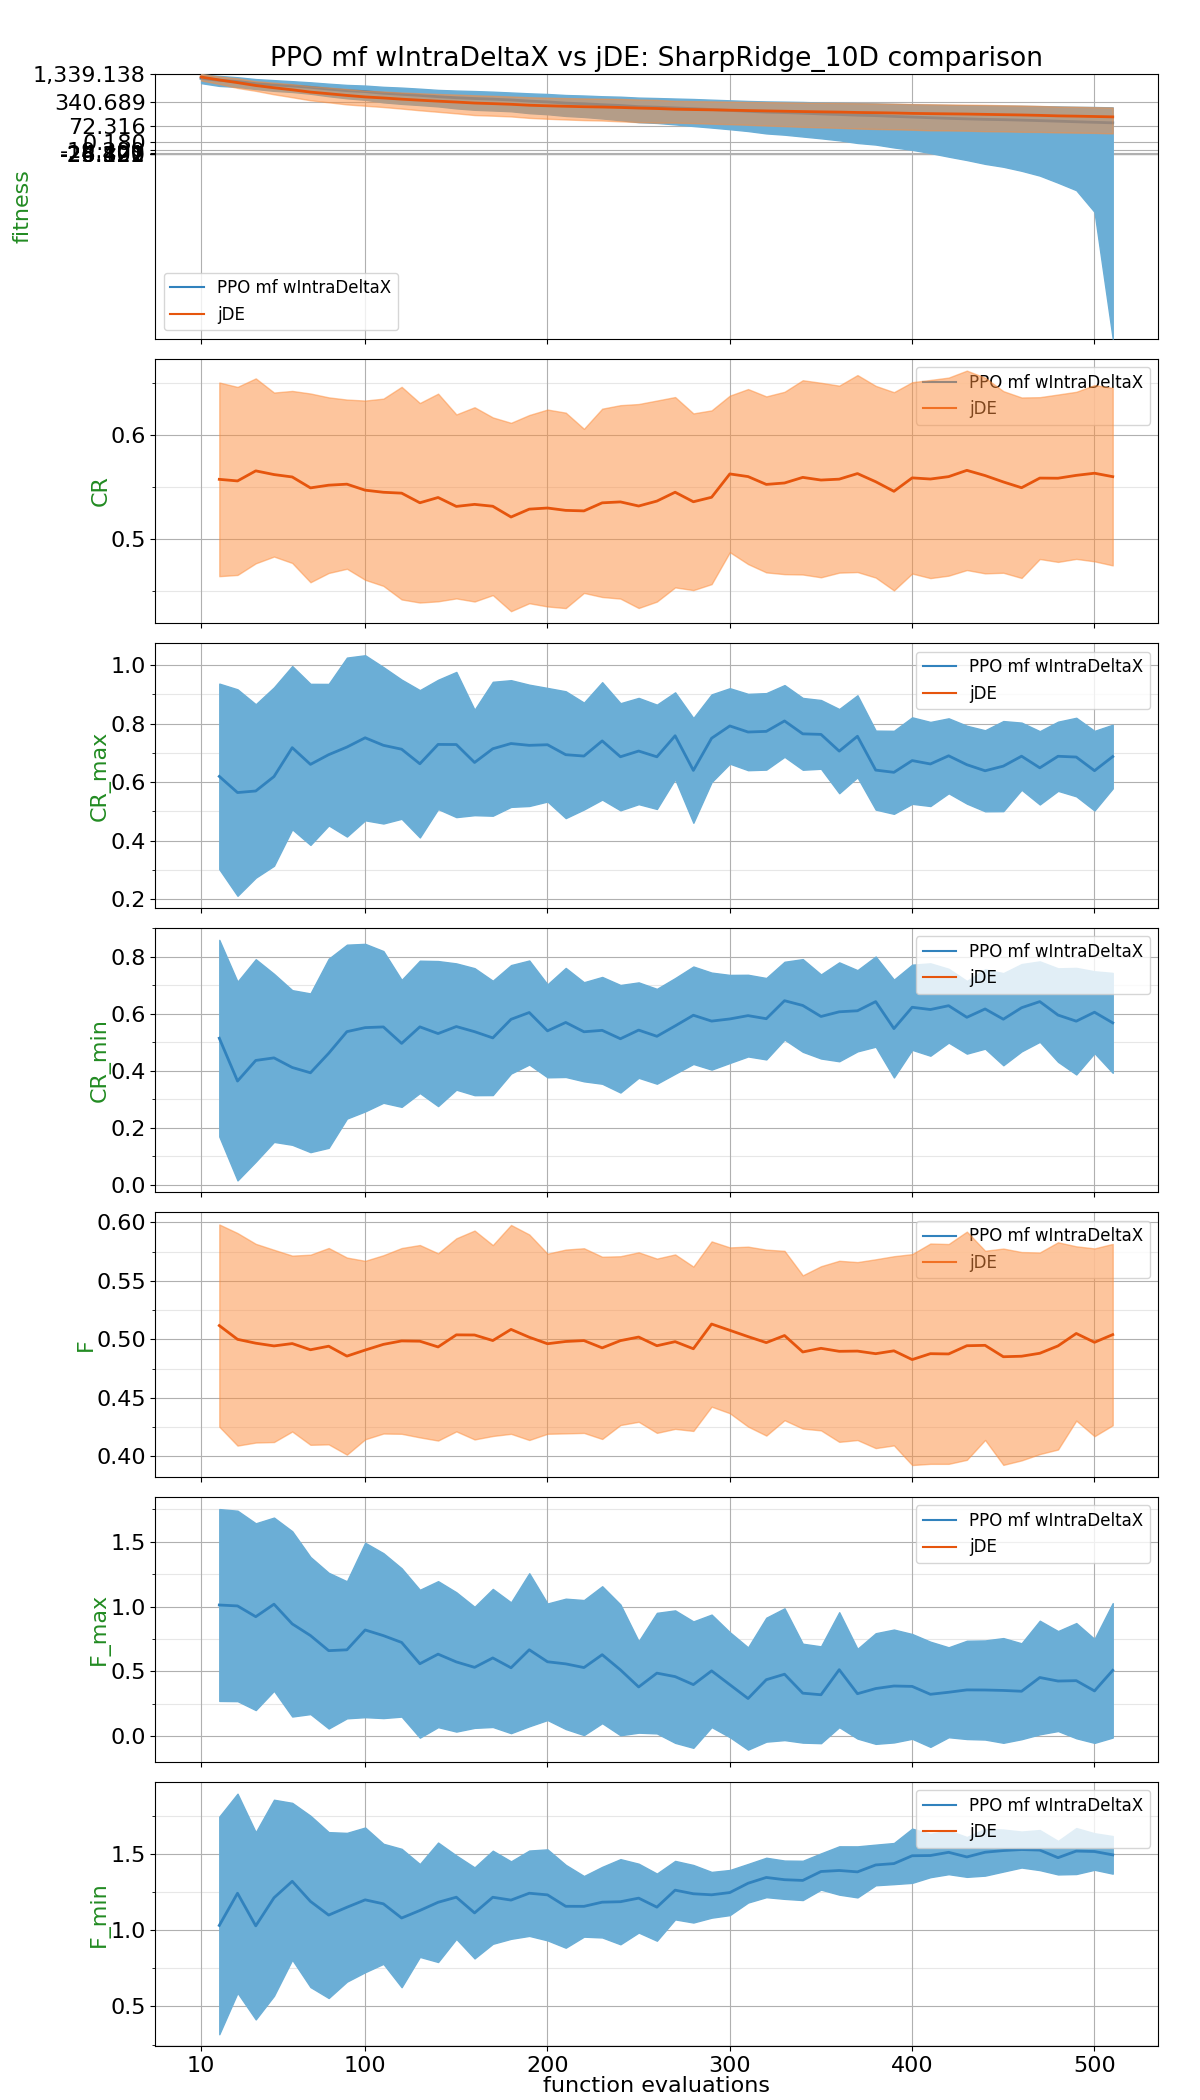 PPO mf wIntraDeltaX vs jDE: SharpRidge_10D comparison
1,339.138
340.689
72.316
0.180
fitness
PPO mf wIntraDeltaX
jDE
PPO mf wIntraDeltaX
jDE
0.6
0.5
CR
PPO mf wIntraDeltaX
jDE
1.0
0.8
0.6
0.4
0.2
CR_max
PPO mf wIntraDeltaX
jDE
0.8
0.6
0.4
0.2
0.0
CR_min
PPO mf wIntraDeltaX
jDE
0.60
0.55
0.50
0.45
0.40
F
PPO mf wIntraDeltaX
jDE
1.5
1.0
0.5
0.0
F_max
PPO mf wIntraDeltaX
jDE
1.5
1.0
0.5
F_min
10 100 200 300 400 500
function evaluations